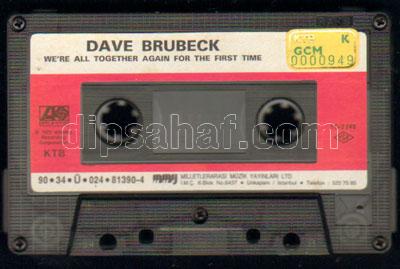 DAVE BRUBECK
WE'RE ALL TOGETHER AGAIN FOR THE FIRST TIME
K
GCM
0000949
dipsahaf.com
KTB
90•34•Ü•024•81390-4
MİLLETLERARASI MÜZİK YAYINLARI LTD